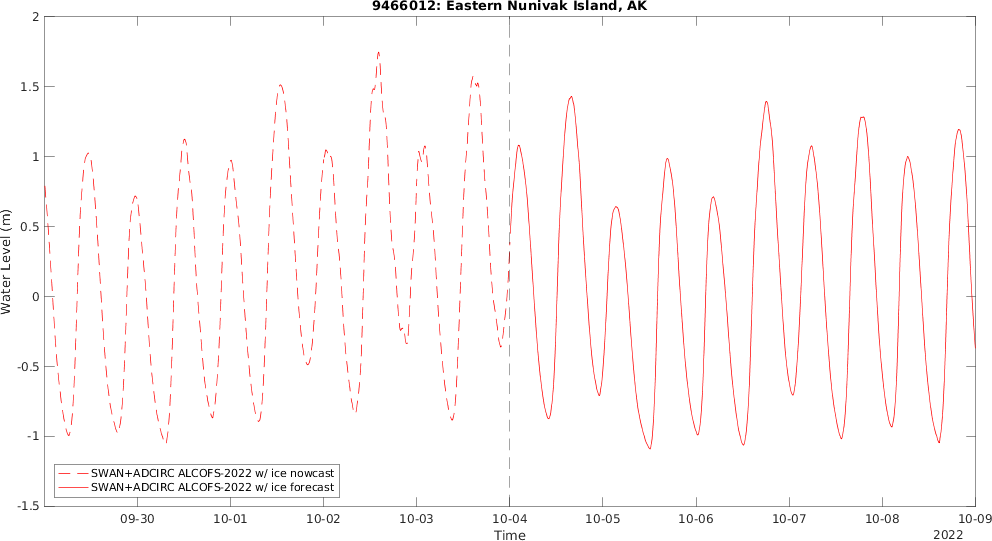 9466012: Eastern Nunivak Island, AK
Water Level (m)
2
1.5
1
0.5
0
-0.5
-1
-1.5
SWAN+ADCIRC ALCOFS-2022 w/ ice nowcast
SWAN+ADCIRC ALCOFS-2022 w/ ice forecast
09-30 10-01 10-02 10-03 10-04 10-05 10-06 10-07 10-08 10-09
Time
2022